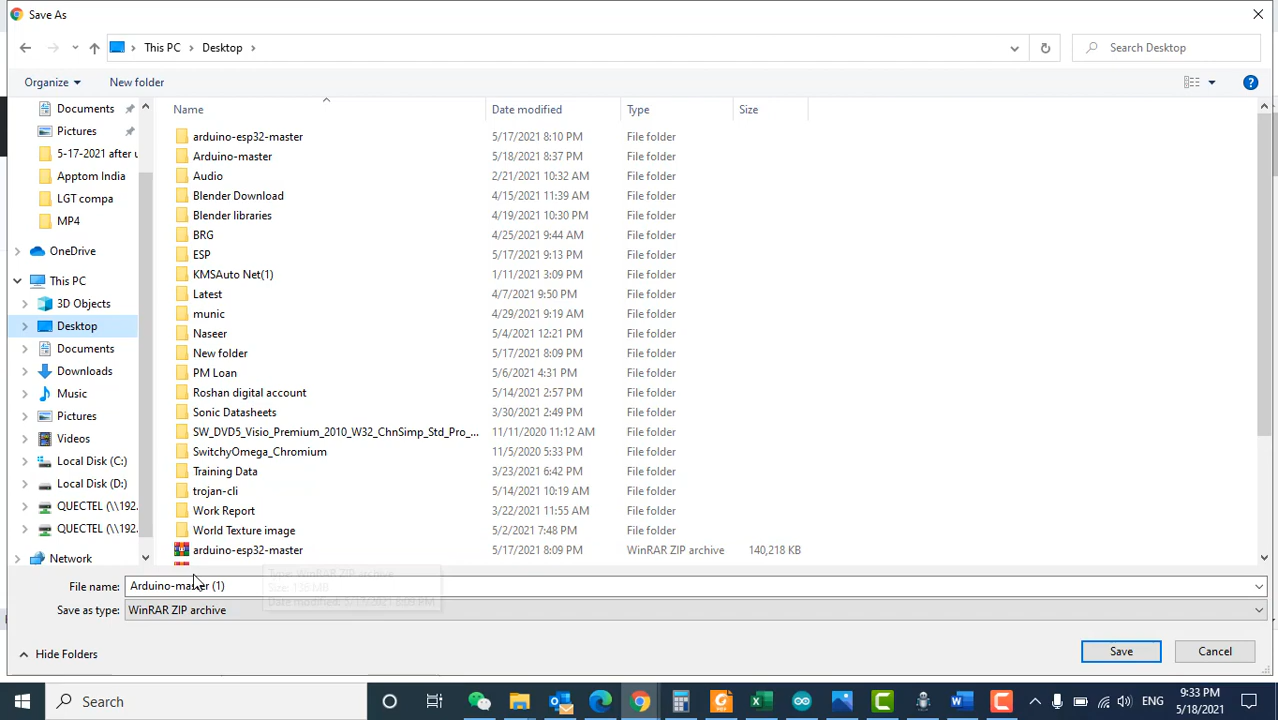 Save As
This PC
Desktop
Search Desktop
Organize
New folder
Documents
Pictures
5-17-2021 after u
Apptom India
LGT compa
MP4
OneDrive
This PC
3D Objects
Desktop
Documents
Downloads
Music
Pictures
Videos
Local Disk (C:)
Local Disk (D:)
QUECTEL (\\192.
QUECTEL (\\192.
Network
Name Date modified Type Size
arduino-esp32-master 5/17/2021 8:10 PM File folder
Arduino-master 5/18/2021 8:37 PM File folder
Audio 2/21/2021 10:32 AM File folder
Blender Download 4/15/2021 11:39 AM File folder
Blender libraries 4/19/2021 10:30 PM File folder
BRG 4/25/2021 9:44 AM File folder
ESP 5/17/2021 9:13 PM File folder
KMSAuto Net(1) 1/11/2021 3:09 PM File folder
Latest 4/7/2021 9:50 PM File folder
munic 4/29/2021 9:19 AM File folder
Naseer 5/4/2021 12:21 PM File folder
New folder 5/17/2021 8:09 PM File folder
PM Loan 5/6/2021 4:31 PM File folder
Roshan digital account 5/14/2021 2:57 PM File folder
Sonic Datasheets 3/30/2021 2:49 PM File folder
SW_DVD5_Visio_Premium_2010_W32_ChnSimp_Std_Pro_... 11/11/2020 11:12 AM File folder
SwitchyOmega_Chromium 11/5/2020 5:33 PM File folder
Training Data 3/23/2021 6:42 PM File folder
trojan-cli 5/14/2021 10:19 AM File folder
Work Report 3/22/2021 11:55 AM File folder
World Texture image 5/2/2021 7:48 PM File folder
arduino-esp32-master 5/17/2021 8:09 PM WinRAR ZIP archive 140,218 KB
Type: WinRAR ZIP archive
Size: 136 MB
Date modified: 5/17/2021 8:09 PM
File name: Arduino-master (1)
Save as type: WinRAR ZIP archive
Hide Folders
Save
Cancel
Search
ENG
9:33 PM
5/18/2021